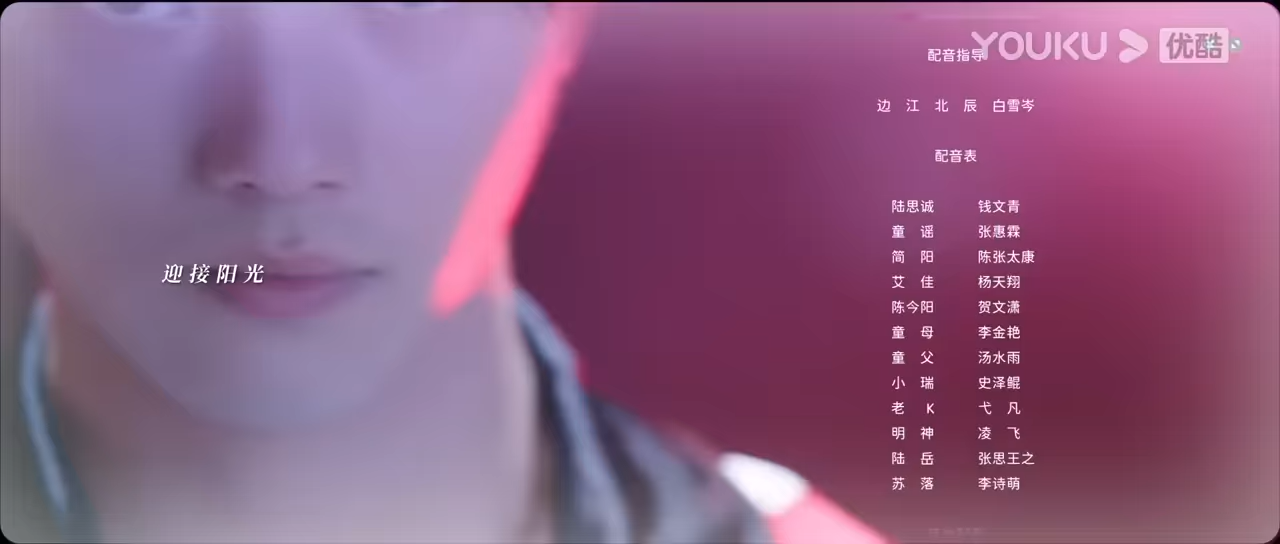 YOUKU 优酷
配音指导
边江 北辰 白雪岑
配音表
陆思诚 钱文青
童谣 张惠霖
简阳 陈张太康
艾佳 杨天翔
迎接阳光
陈今阳 贺文潇
童母 李金艳
童父 汤水雨
小瑞 史泽鲲
老K 弋凡
明神 凌飞
陆岳 张思王之
苏落 李诗萌